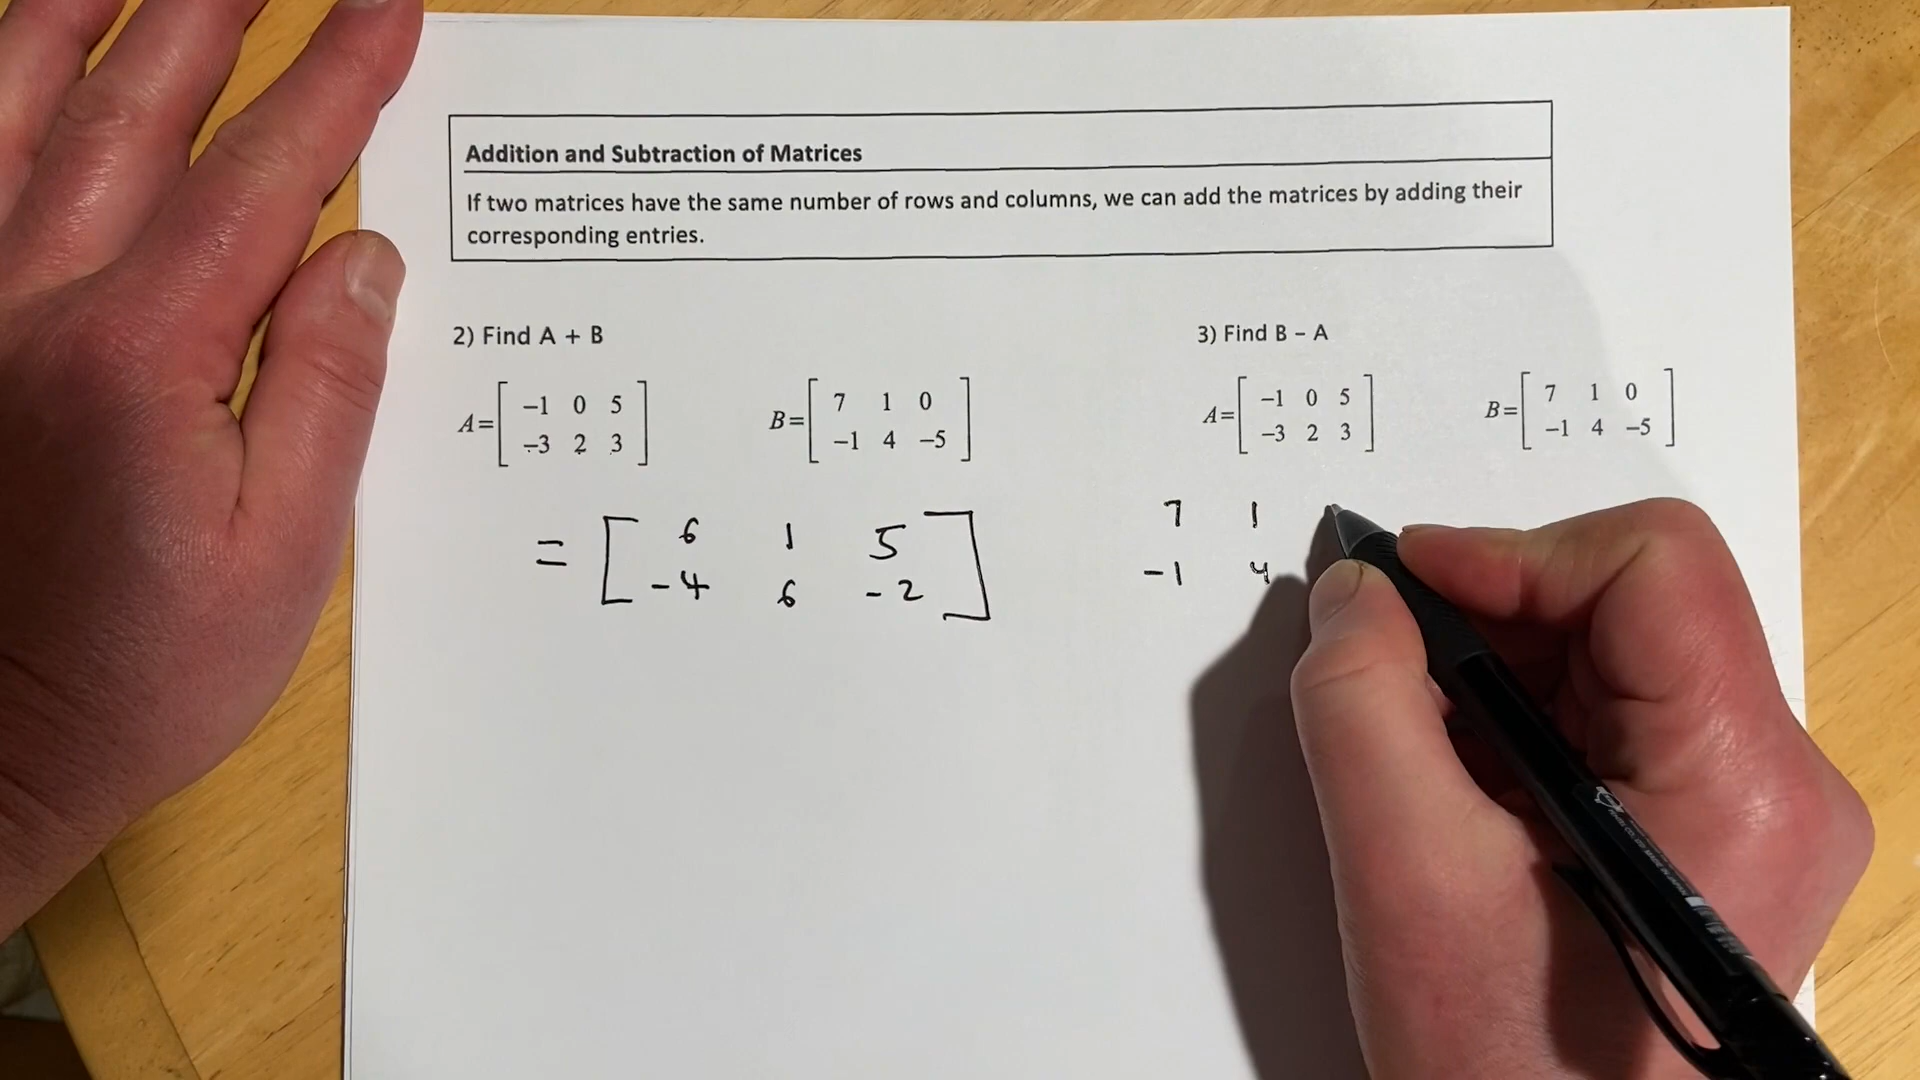 Addition and Subtraction of Matrices
If two matrices have the same number of rows and columns, we can add the matrices by adding their
corresponding entries.
2) Find A + B
A= [ −1 0 5
−3 2 3 ]
B= [ 7 1 0
−1 4 −5 ]
= [ 6 1 5
-4 6 -2 ]
3) Find B – A
A= [ −1 0 5
−3 2 3 ]
B= [ 7 1 0
−1 4 −5 ]
7 1
-1 4